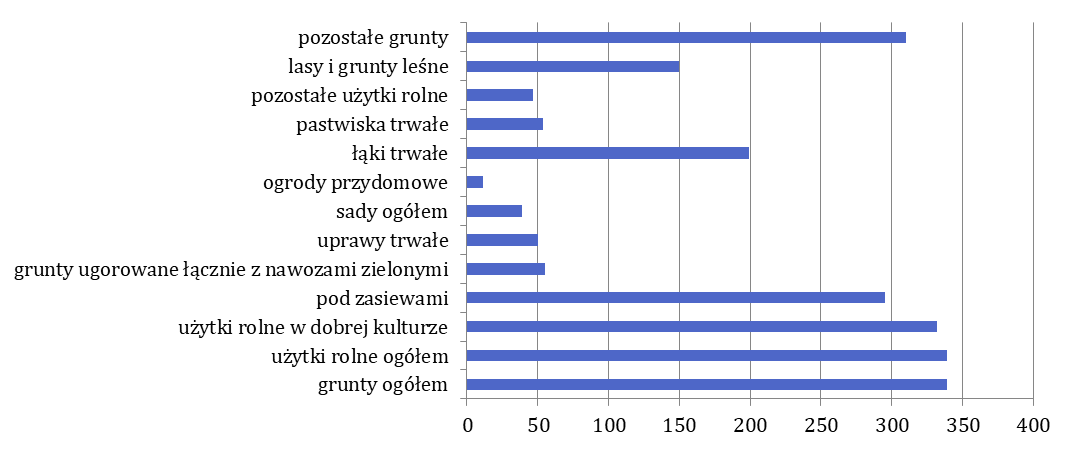 pozostałe grunty
lasy i grunty leśne
pozostałe użytki rolne
pastwiska trwałe
łąki trwałe
ogrody przydomowe
sady ogółem
uprawy trwałe
grunty ugorowane łącznie z nawozami zielonymi
pod zasiewami
użytki rolne w dobrej kulturze
użytki rolne ogółem
grunty ogółem
0 50 100 150 200 250 300 350 400